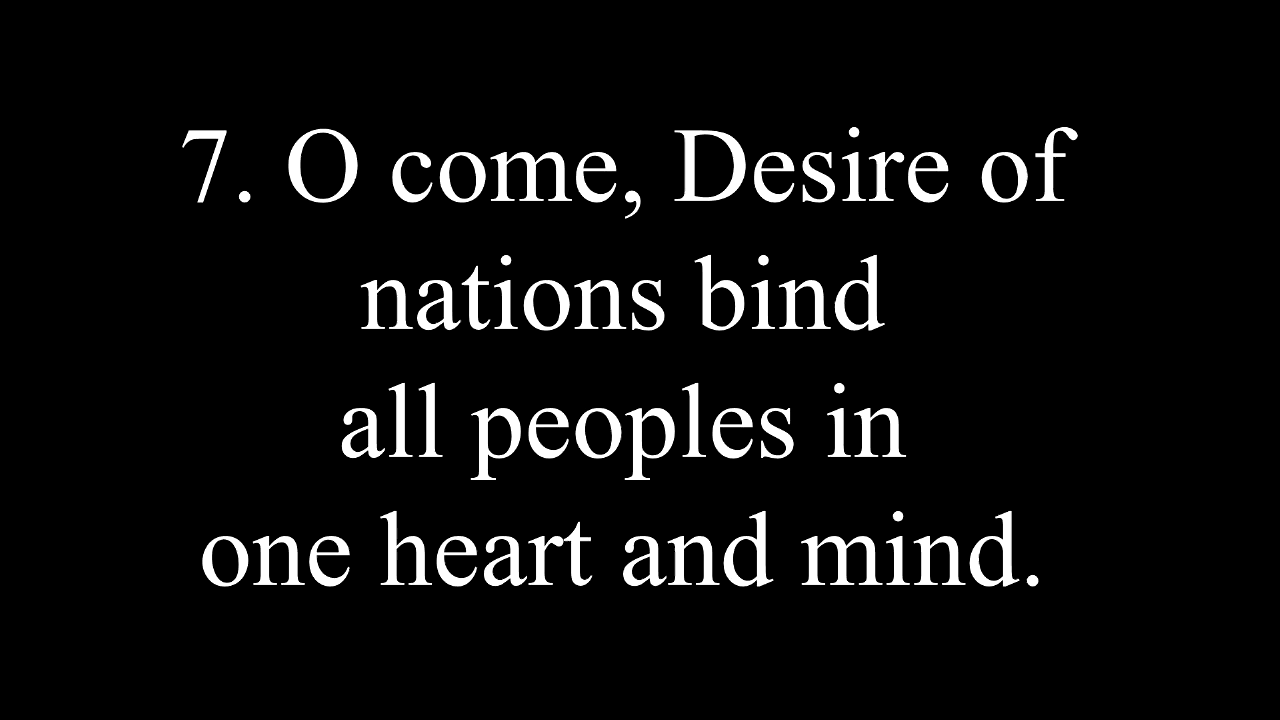 7. O come, Desire of
nations bind
all peoples in
one heart and mind.